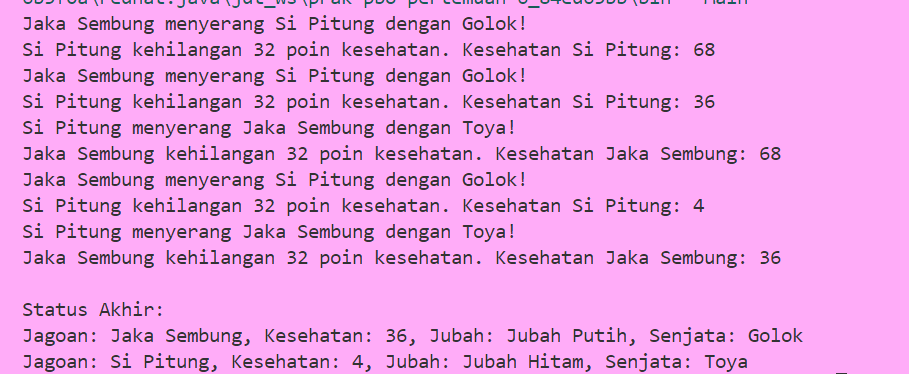 Jaka Sembung menyerang Si Pitung dengan Golok!
Si Pitung kehilangan 32 poin kesehatan. Kesehatan Si Pitung: 68
Jaka Sembung menyerang Si Pitung dengan Golok!
Si Pitung kehilangan 32 poin kesehatan. Kesehatan Si Pitung: 36
Si Pitung menyerang Jaka Sembung dengan Toya!
Jaka Sembung kehilangan 32 poin kesehatan. Kesehatan Jaka Sembung: 68
Jaka Sembung menyerang Si Pitung dengan Golok!
Si Pitung kehilangan 32 poin kesehatan. Kesehatan Si Pitung: 4
Si Pitung menyerang Jaka Sembung dengan Toya!
Jaka Sembung kehilangan 32 poin kesehatan. Kesehatan Jaka Sembung: 36
Status Akhir:
Jagoan: Jaka Sembung, Kesehatan: 36, Jubah: Jubah Putih, Senjata: Golok
Jagoan: Si Pitung, Kesehatan: 4, Jubah: Jubah Hitam, Senjata: Toya